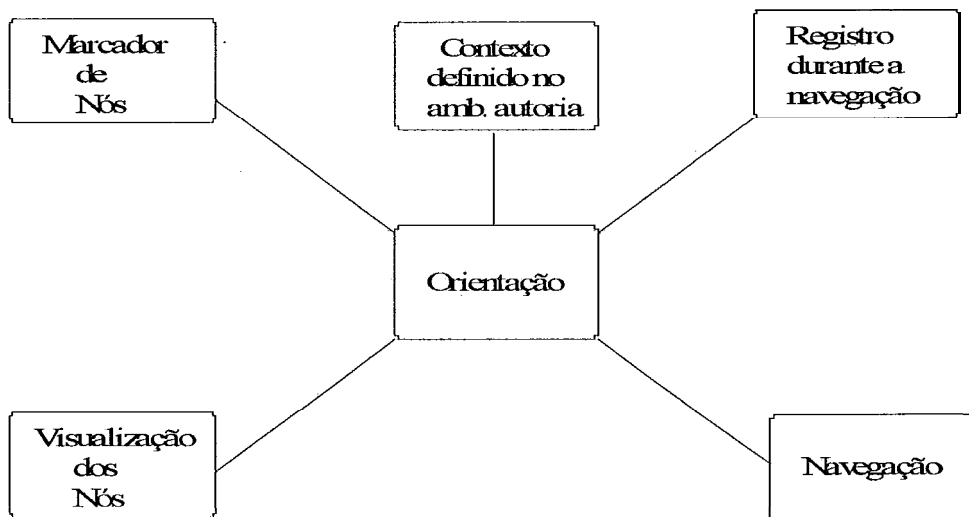 Marcador
de
Nós
Contexto
definido no
amb. autoria
Registro
durante a
navegação
Orientação
Visualização
dos
Nós
Navegação